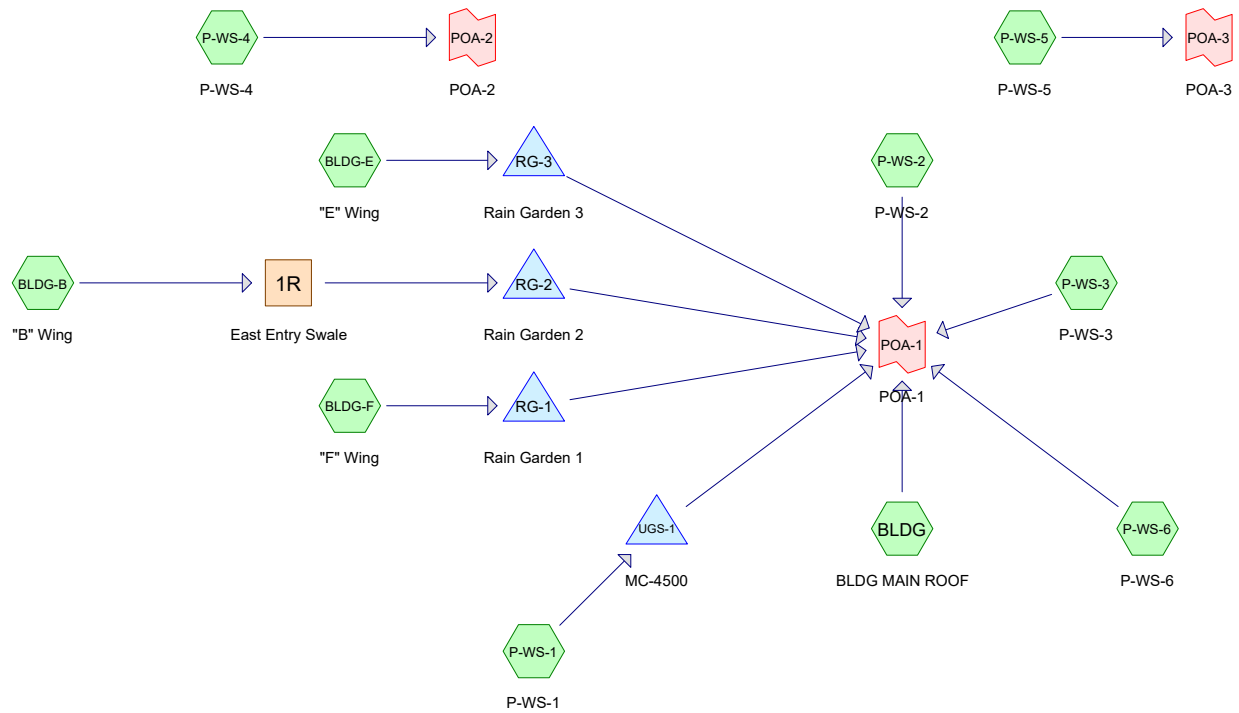 P-WS-4
POA-2
P-WS-5
POA-3
P-WS-4
POA-2
P-WS-5
POA-3
BLDG-E
RG-3
P-WS-2
"E" Wing
Rain Garden 3
P-WS-2
BLDG-B
1R
RG-2
P-WS-3
"B" Wing
East Entry Swale
Rain Garden 2
P-WS-3
POA-1
POA-1
BLDG-F
RG-1
"F" Wing
Rain Garden 1
UGS-1
BLDG
P-WS-6
MC-4500
BLDG MAIN ROOF
P-WS-6
P-WS-1
P-WS-1